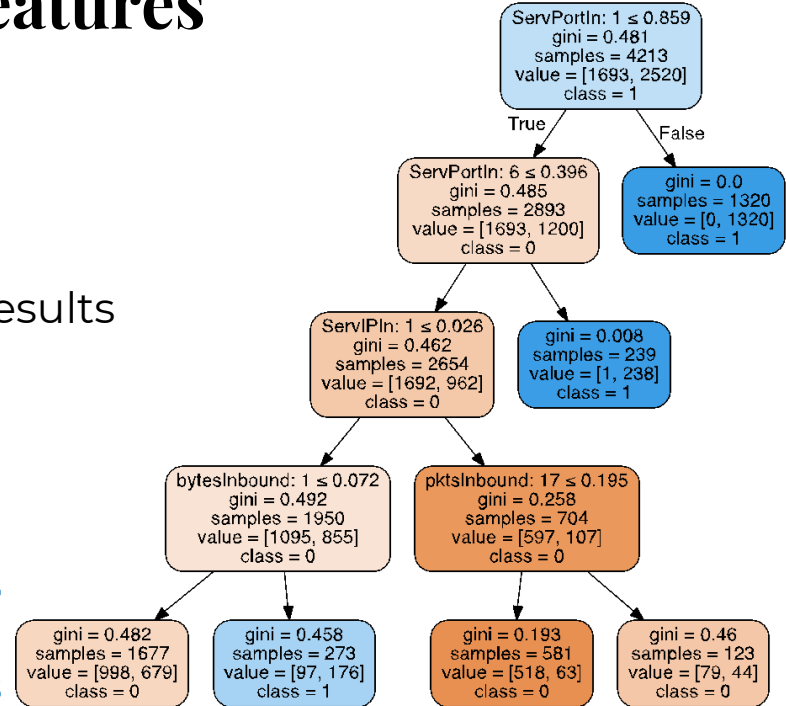 eatures
ServPortIn: 1 ≤ 0.859
gini = 0.481
samples = 4213
value = [1693, 2520]
class = 1
True
False
ServPortIn: 6 ≤ 0.396
gini = 0.485
samples = 2893
value = [1693, 1200]
class = 0
gini = 0.0
samples = 1320
value = [0, 1320]
class = 1
esults
ServIPIn: 1 ≤ 0.026
gini = 0.462
samples = 2654
value = [1692, 962]
class = 0
gini = 0.008
samples = 239
value = [1, 238]
class = 1
bytesInbound: 1 ≤ 0.072
gini = 0.492
samples = 1950
value = [1095, 855]
class = 0
pktsInbound: 17 ≤ 0.195
gini = 0.258
samples = 704
value = [597, 107]
class = 0
gini = 0.482
samples = 1677
value = [998, 679]
class = 0
gini = 0.458
samples = 273
value = [97, 176]
class = 1
gini = 0.193
samples = 581
value = [518, 63]
class = 0
gini = 0.46
samples = 123
value = [79, 44]
class = 0